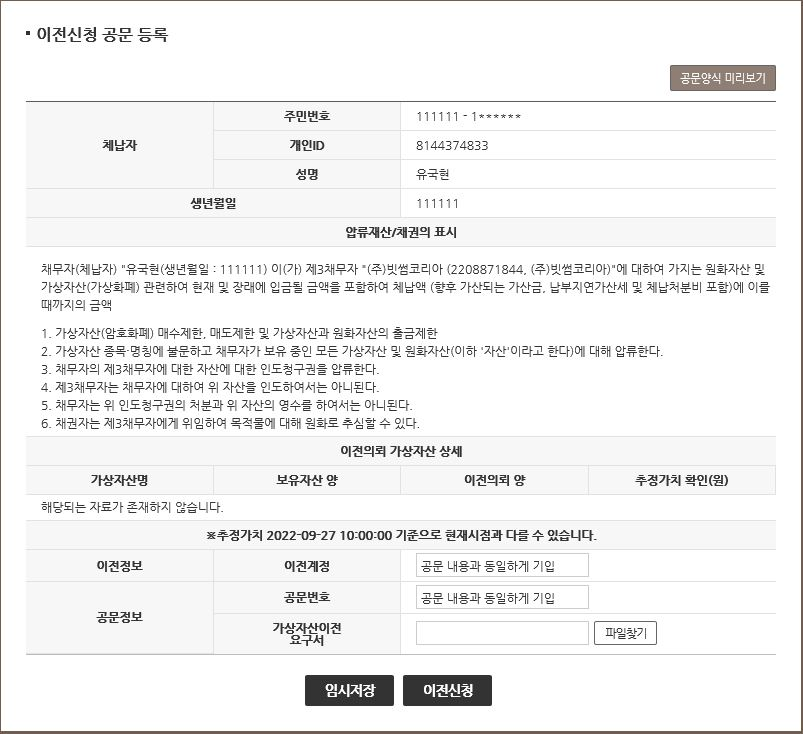 이전신청 공문 등록
공문양식 미리보기
체납자
주민번호
111111 - 1******
개인ID
8144374833
성명
유국현
생년월일
111111
압류재산/채권의 표시
채무자(체납자) "유국현(생년월일 : 111111) 이(가) 제3채무자 "(주)빗썸코리아 (2208871844, (주)빗썸코리아)"에 대하여 가지는 원화자산 및
가상자산(가상화폐) 관련하여 현재 및 장래에 입금될 금액을 포함하여 체납액 (향후 가산되는 가산금, 납부지연가산세 및 체납처분비 포함)에 이를
때까지의 금액
1. 가상자산(암호화폐) 매수제한, 매도제한 및 가상자산과 원화자산의 출금제한
2. 가상자산 종목·명칭에 불문하고 채무자가 보유 중인 모든 가상자산 및 원화자산(이하 '자산'이라고 한다)에 대해 압류한다.
3. 채무자의 제3채무자에 대한 자산에 대한 인도청구권을 압류한다.
4. 제3채무자는 채무자에 대하여 위 자산을 인도하여서는 아니된다.
5. 채무자는 위 인도청구권의 처분과 위 자산의 영수를 하여서는 아니된다.
6. 채권자는 제3채무자에게 위임하여 목적물에 대해 원화로 추심할 수 있다.
이전의뢰 가상자산 상세
가상자산명 보유자산 양 이전의뢰 양 추정가치 확인(원)
해당되는 자료가 존재하지 않습니다.
※추정가치 2022-09-27 10:00:00 기준으로 현재시점과 다를 수 있습니다.
이전정보
이전계정
공문 내용과 동일하게 기입
공문정보
공문번호
공문 내용과 동일하게 기입
가상자산이전
요구서
파일찾기
임시저장 이전신청